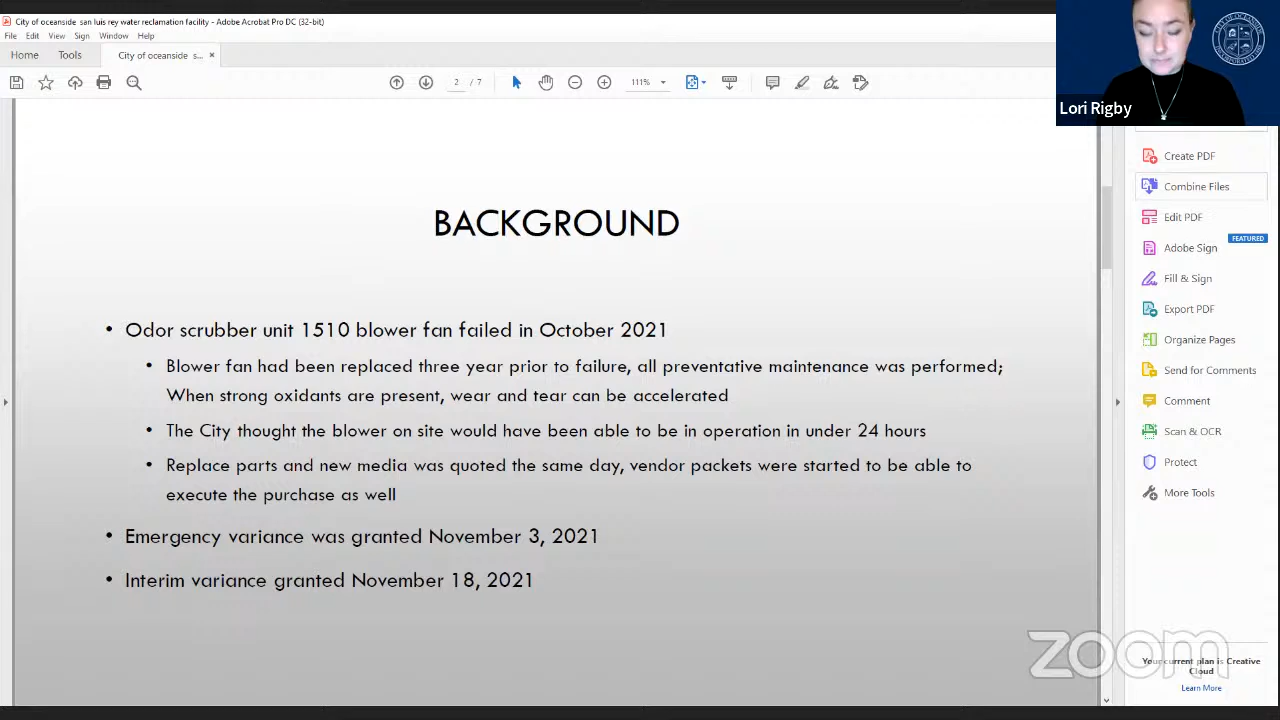 City of oceanside san luis rey water reclamation facility - Adobe Acrobat Pro DC (32-bit)
File Edit View Sign Window Help
Home Tools City of oceanside s... ×
2 / 7 111%
Lori Rigby
BACKGROUND
• Odor scrubber unit 1510 blower fan failed in October 2021
• Blower fan had been replaced three year prior to failure, all preventative maintenance was performed;
When strong oxidants are present, wear and tear can be accelerated
• The City thought the blower on site would have been able to be in operation in under 24 hours
• Replace parts and new media was quoted the same day, vendor packets were started to be able to
execute the purchase as well
• Emergency variance was granted November 3, 2021
• Interim variance granted November 18, 2021
Create PDF
Combine Files
Edit PDF
FEATURED
Adobe Sign
Fill & Sign
Export PDF
Organize Pages
Send for Comments
Comment
Scan & OCR
Protect
More Tools
zoom
Your current plan is Creative
Cloud
Learn More